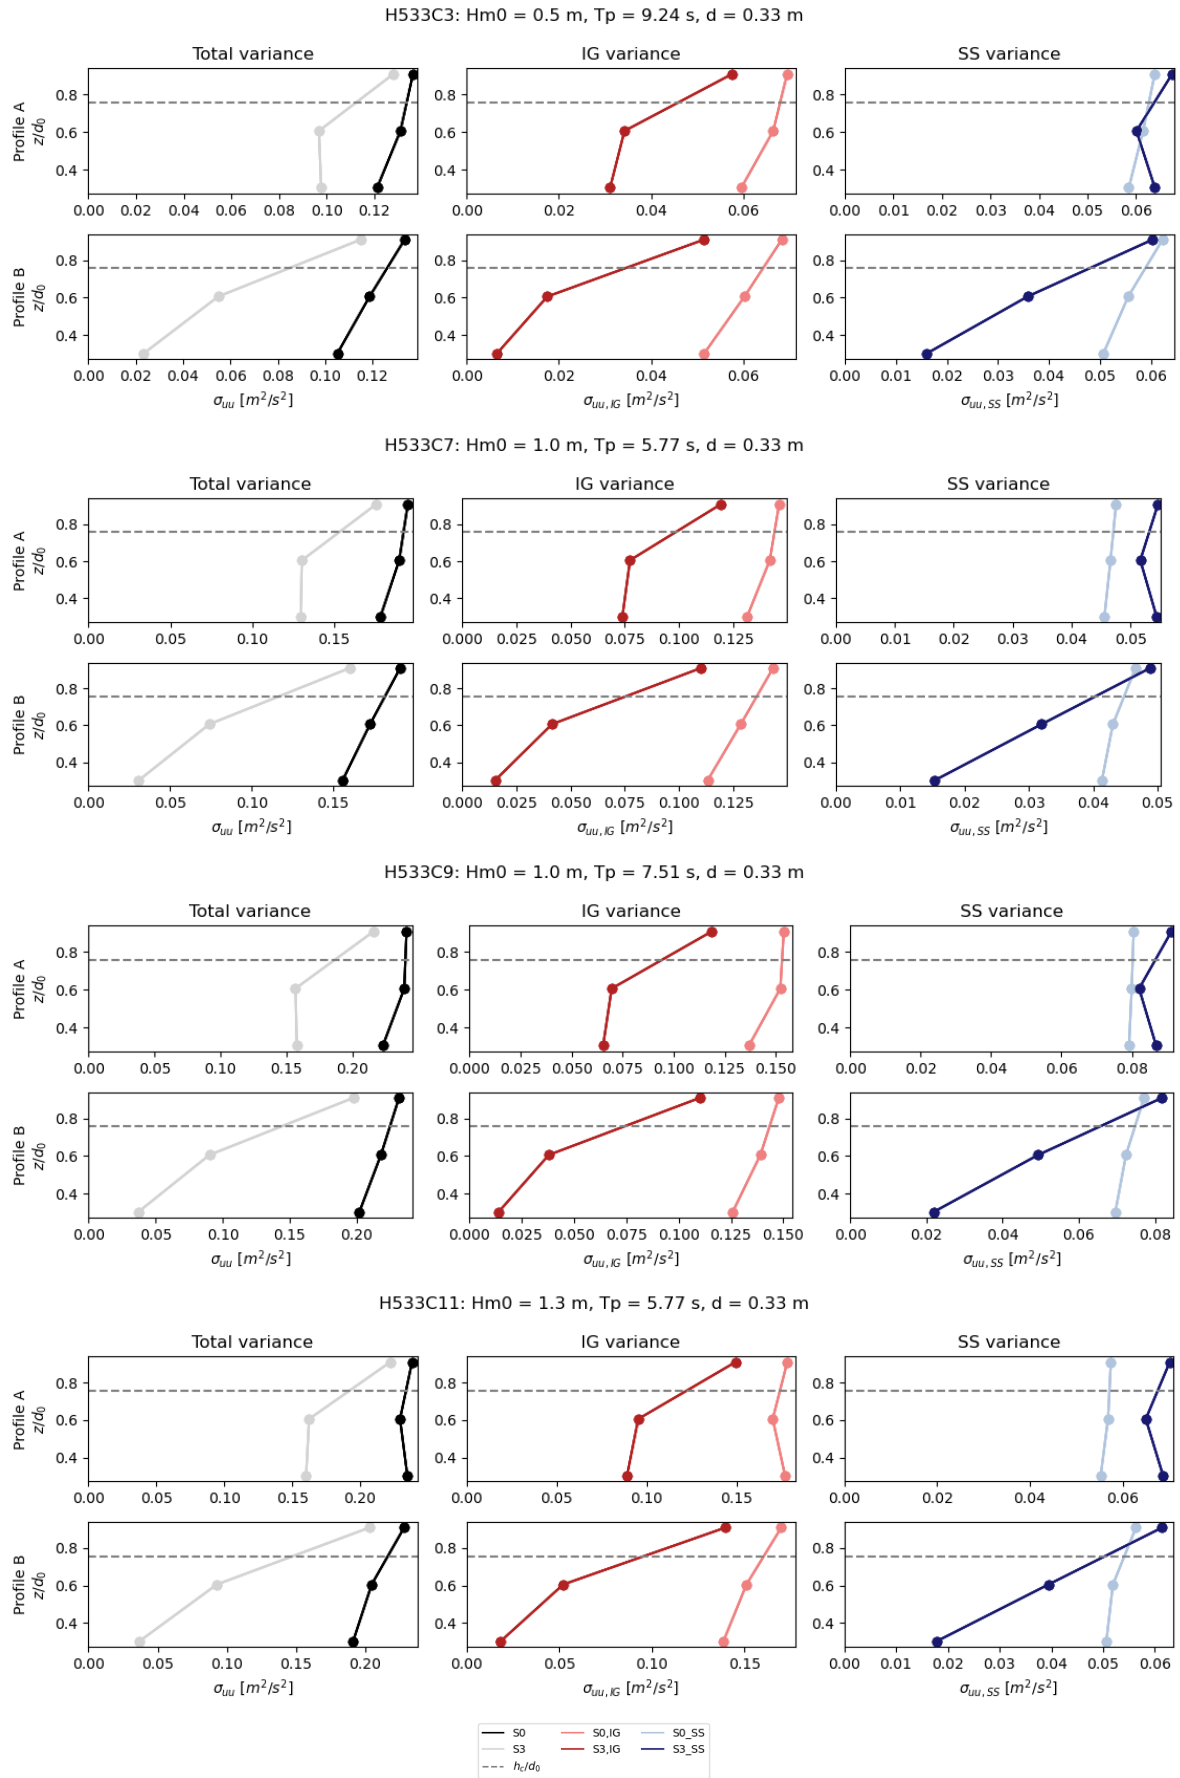 H533C3: Hm0 = 0.5 m, Tp = 9.24 s, d = 0.33 m
Total variance IG variance SS variance
Profile A
z/d₀
0.8
0.6
0.4
0.00 0.02 0.04 0.06 0.08 0.10 0.12 0.00 0.02 0.04 0.06 0.00 0.01 0.02 0.03 0.04 0.05 0.06
Profile B
z/d₀
0.8
0.6
0.4
0.00 0.02 0.04 0.06 0.08 0.10 0.12 0.00 0.02 0.04 0.06 0.00 0.01 0.02 0.03 0.04 0.05 0.06
σuu [m²/s²] σuu,IG [m²/s²] σuu,SS [m²/s²]
H533C7: Hm0 = 1.0 m, Tp = 5.77 s, d = 0.33 m
Total variance IG variance SS variance
Profile A
z/d₀
0.8
0.6
0.4
0.00 0.05 0.10 0.15 0.000 0.025 0.050 0.075 0.100 0.125 0.00 0.01 0.02 0.03 0.04 0.05
Profile B
z/d₀
0.8
0.6
0.4
0.00 0.05 0.10 0.15 0.000 0.025 0.050 0.075 0.100 0.125 0.00 0.01 0.02 0.03 0.04 0.05
σuu [m²/s²] σuu,IG [m²/s²] σuu,SS [m²/s²]
H533C9: Hm0 = 1.0 m, Tp = 7.51 s, d = 0.33 m
Total variance IG variance SS variance
Profile A
z/d₀
0.8
0.6
0.4
0.00 0.05 0.10 0.15 0.20 0.000 0.025 0.050 0.075 0.100 0.125 0.150 0.00 0.02 0.04 0.06 0.08
Profile B
z/d₀
0.8
0.6
0.4
0.00 0.05 0.10 0.15 0.20 0.000 0.025 0.050 0.075 0.100 0.125 0.150 0.00 0.02 0.04 0.06 0.08
σuu [m²/s²] σuu,IG [m²/s²] σuu,SS [m²/s²]
H533C11: Hm0 = 1.3 m, Tp = 5.77 s, d = 0.33 m
Total variance IG variance SS variance
Profile A
z/d₀
0.8
0.6
0.4
0.00 0.05 0.10 0.15 0.20 0.00 0.05 0.10 0.15 0.00 0.02 0.04 0.06
Profile B
z/d₀
0.8
0.6
0.4
0.00 0.05 0.10 0.15 0.20 0.00 0.05 0.10 0.15 0.00 0.01 0.02 0.03 0.04 0.05 0.06
σuu [m²/s²] σuu,IG [m²/s²] σuu,SS [m²/s²]
S0 S0,IG S0_SS
S3 S3,IG S3_SS
h_c/d₀